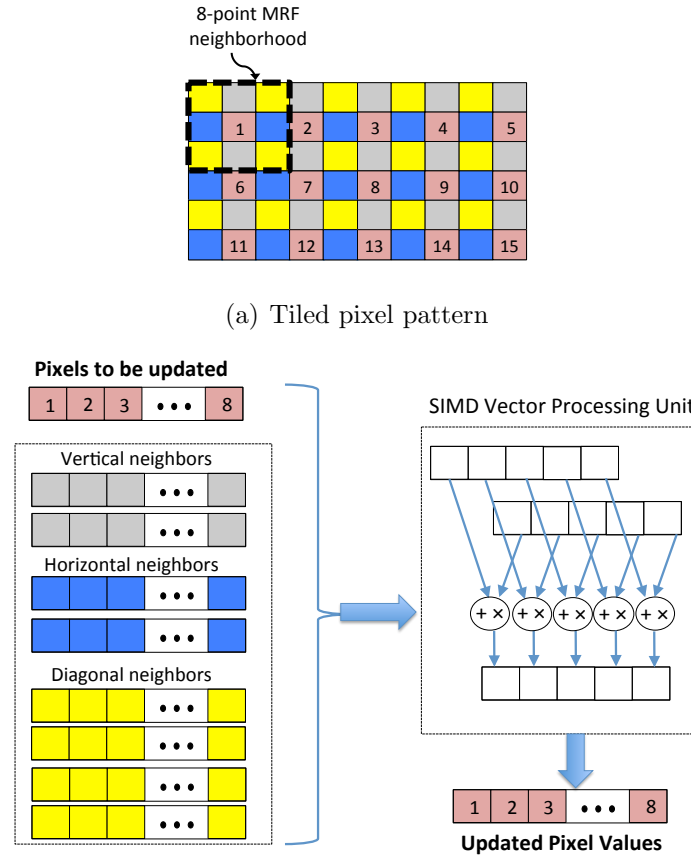 8-point MRF
neighborhood
1 2 3 4 5
6 7 8 9 10
11 12 13 14 15
(a) Tiled pixel pattern
Pixels to be updated
1 2 3 ••• 8
Vertical neighbors
•••
•••
Horizontal neighbors
•••
•••
Diagonal neighbors
•••
•••
•••
•••
SIMD Vector Processing Unit
+ × + × + × + × + ×
1 2 3 ••• 8
Updated Pixel Values